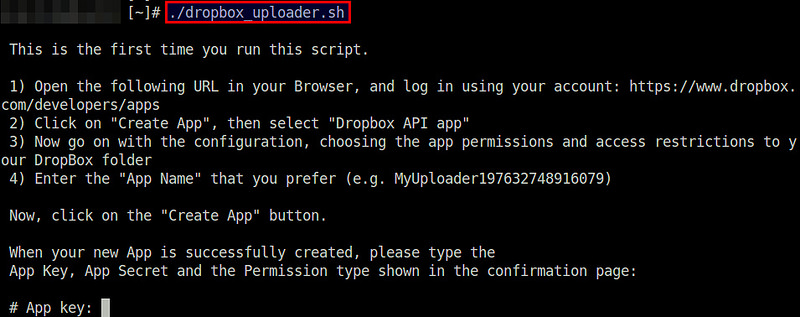 [~]# ./dropbox_uploader.sh
This is the first time you run this script.
1) Open the following URL in your Browser, and log in using your account: https://www.dropbox.
com/developers/apps
2) Click on "Create App", then select "Dropbox API app"
3) Now go on with the configuration, choosing the app permissions and access restrictions to y
our DropBox folder
4) Enter the "App Name" that you prefer (e.g. MyUploader197632748916079)
Now, click on the "Create App" button.
When your new App is successfully created, please type the
App Key, App Secret and the Permission type shown in the confirmation page:
# App key: